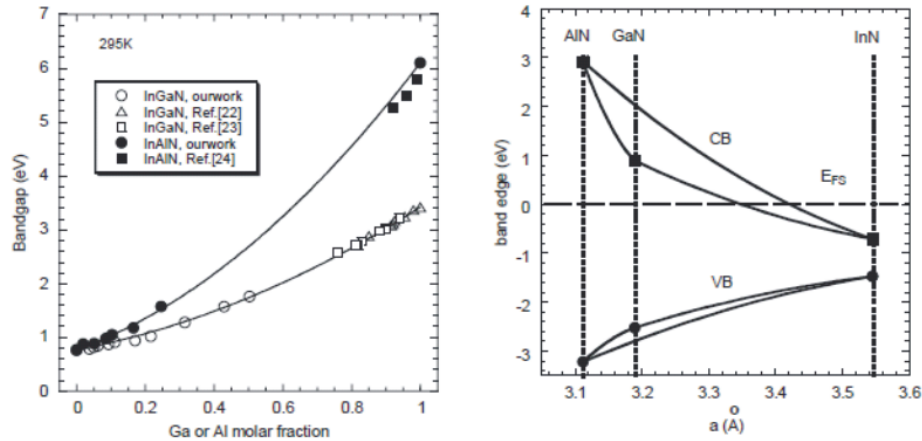 7
6
5
4
3
2
1
0
Bandgap (eV)
295K
InGaN, ourwork
InGaN, Ref.[22]
InGaN, Ref.[23]
InAlN, ourwork
InAlN, Ref.[24]
0 0.2 0.4 0.6 0.8 1
Ga or Al molar fraction
4
3
2
1
0
-1
-2
-3
band edge (eV)
AlN GaN InN
CB
E_FS
VB
3.1 3.2 3.3 3.4 3.5 3.6
a (Å)